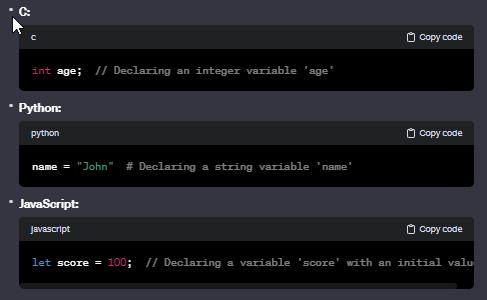 C:
c Copy code
int age;  // Declaring an integer variable 'age'
Python:
python Copy code
name = "John"  # Declaring a string variable 'name'
JavaScript:
javascript Copy code
let score = 100;  // Declaring a variable 'score' with an initial valu